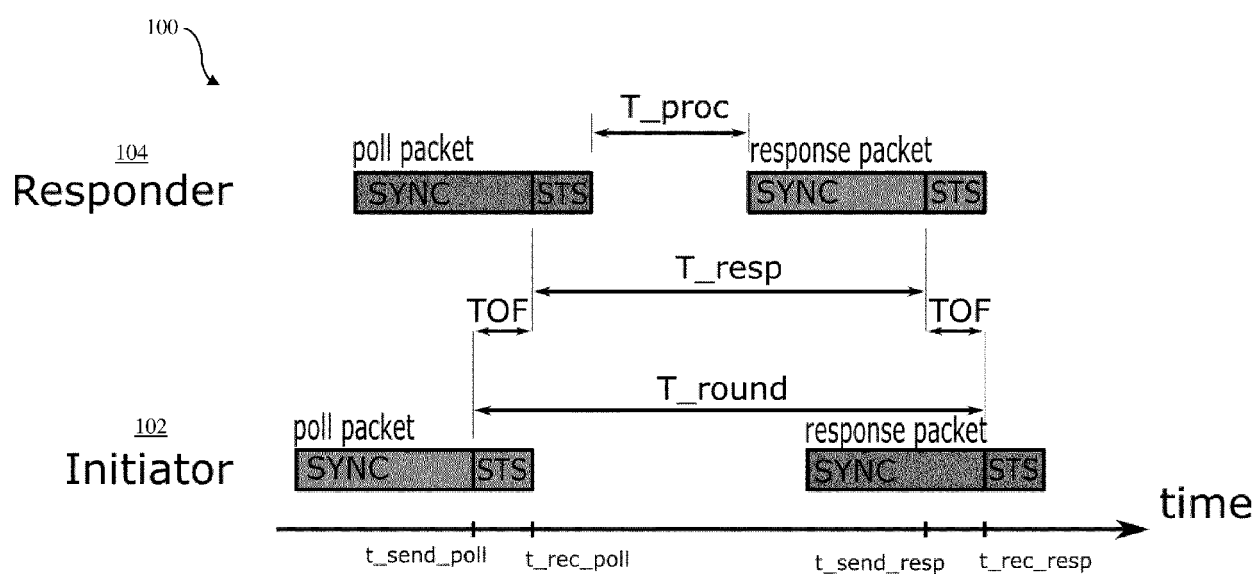 100
T_proc
104
poll packet
response packet
Responder
SYNC STS
SYNC STS
T_resp
TOF
TOF
T_round
102
poll packet
response packet
Initiator
SYNC STS
SYNC STS
time
t_send_poll
t_rec_poll
t_send_resp
t_rec_resp